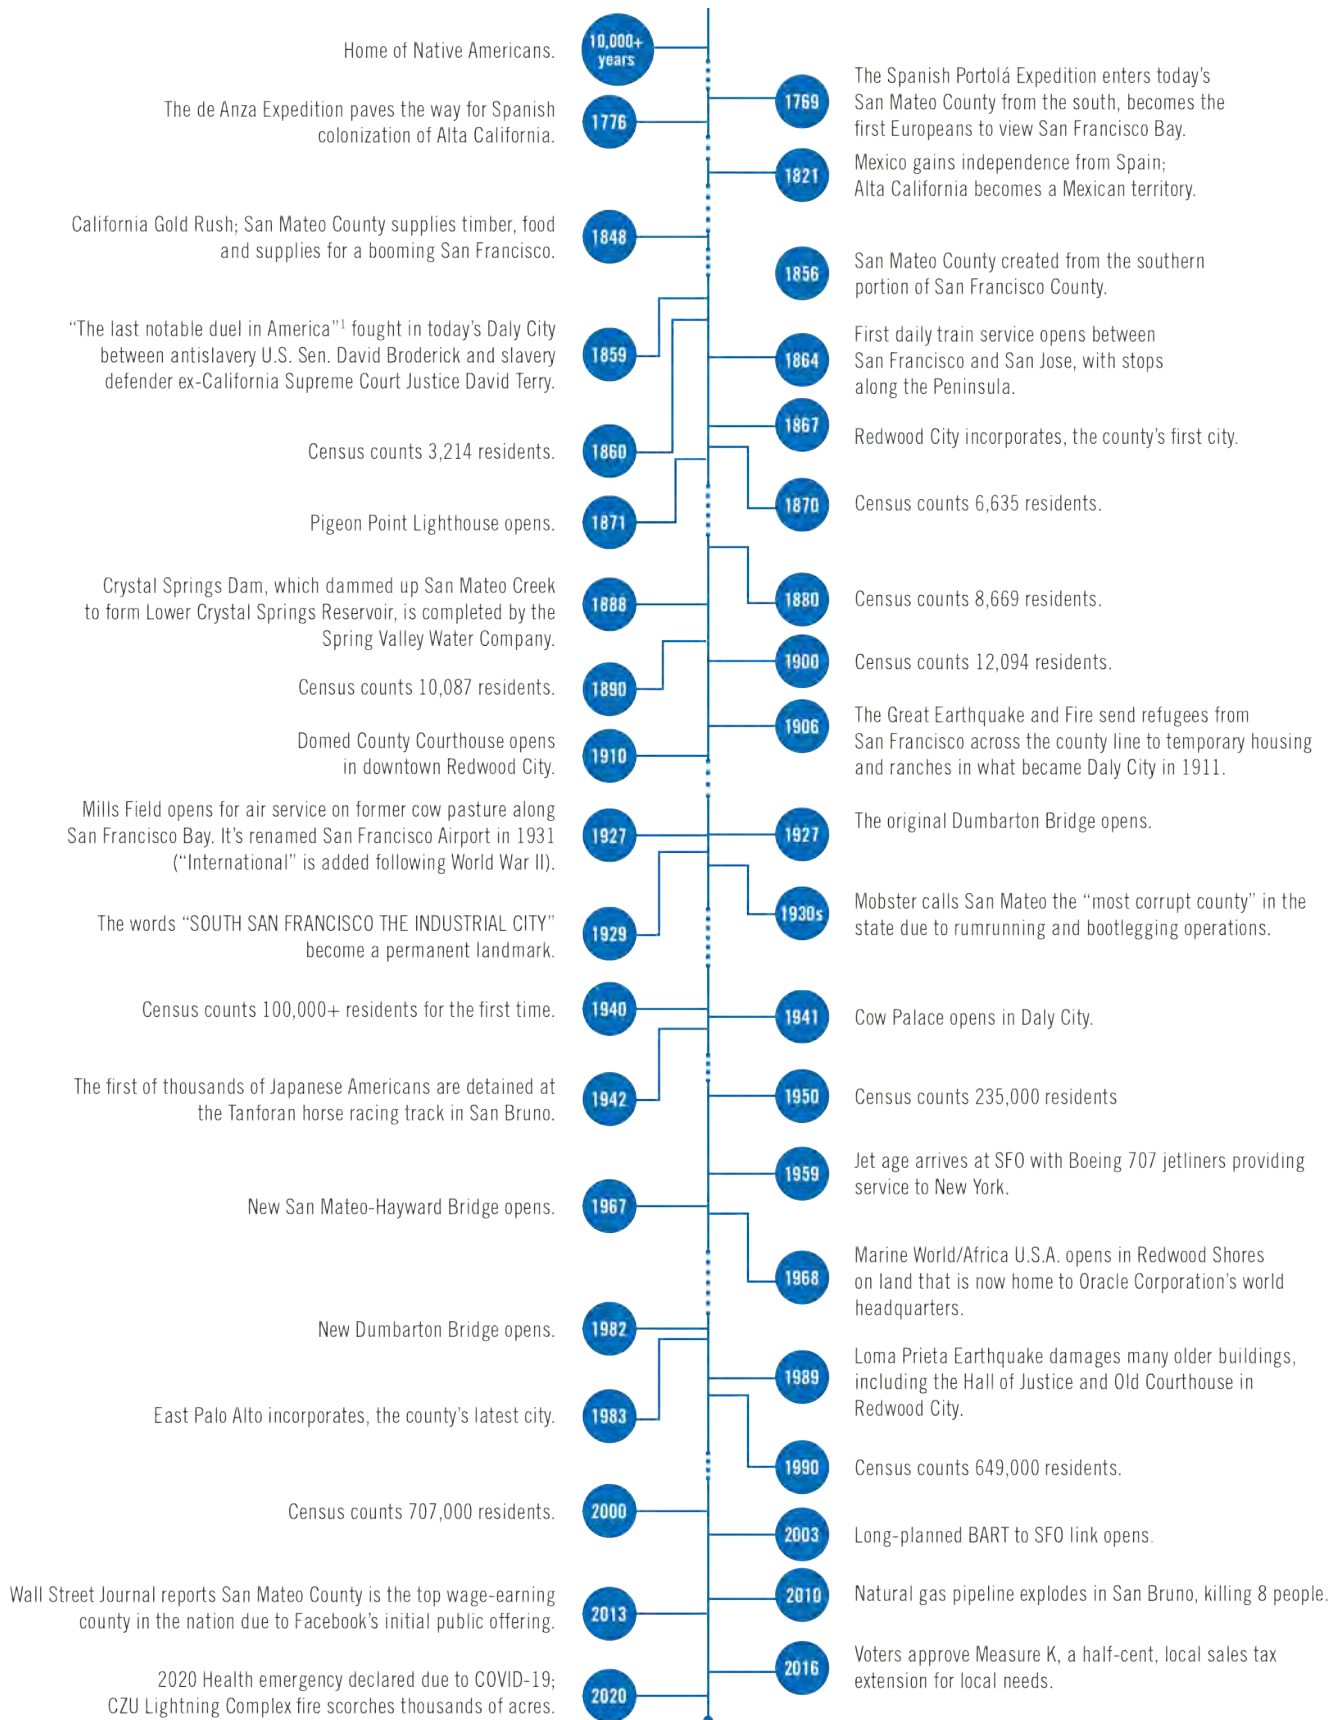 Home of Native Americans.
10,000+
years
1769
The Spanish Portolá Expedition enters today's
San Mateo County from the south, becomes the
first Europeans to view San Francisco Bay.
The de Anza Expedition paves the way for Spanish
colonization of Alta California.
1776
1821
Mexico gains independence from Spain;
Alta California becomes a Mexican territory.
California Gold Rush; San Mateo County supplies timber, food
and supplies for a booming San Francisco.
1848
1856
San Mateo County created from the southern
portion of San Francisco County.
“The last notable duel in America”¹ fought in today's Daly City
between antislavery U.S. Sen. David Broderick and slavery
defender ex-California Supreme Court Justice David Terry.
1859
1864
First daily train service opens between
San Francisco and San Jose, with stops
along the Peninsula.
1867
Redwood City incorporates, the county's first city.
Census counts 3,214 residents.
1860
1870
Census counts 6,635 residents.
Pigeon Point Lighthouse opens.
1871
Crystal Springs Dam, which dammed up San Mateo Creek
to form Lower Crystal Springs Reservoir, is completed by the
Spring Valley Water Company.
1888
1880
Census counts 8,669 residents.
1900
Census counts 12,094 residents.
Census counts 10,087 residents.
1890
1906
The Great Earthquake and Fire send refugees from
San Francisco across the county line to temporary housing
and ranches in what became Daly City in 1911.
Domed County Courthouse opens
in downtown Redwood City.
1910
Mills Field opens for air service on former cow pasture along
San Francisco Bay. It's renamed San Francisco Airport in 1931
(“International” is added following World War II).
1927
1927
The original Dumbarton Bridge opens.
1930s
Mobster calls San Mateo the “most corrupt county” in the
state due to rumrunning and bootlegging operations.
The words “SOUTH SAN FRANCISCO THE INDUSTRIAL CITY”
become a permanent landmark.
1929
Census counts 100,000+ residents for the first time.
1940
1941
Cow Palace opens in Daly City.
The first of thousands of Japanese Americans are detained at
the Tanforan horse racing track in San Bruno.
1942
1950
Census counts 235,000 residents
1959
Jet age arrives at SFO with Boeing 707 jetliners providing
service to New York.
New San Mateo-Hayward Bridge opens.
1967
1968
Marine World/Africa U.S.A. opens in Redwood Shores
on land that is now home to Oracle Corporation's world
headquarters.
New Dumbarton Bridge opens.
1982
1989
Loma Prieta Earthquake damages many older buildings,
including the Hall of Justice and Old Courthouse in
Redwood City.
East Palo Alto incorporates, the county's latest city.
1983
1990
Census counts 649,000 residents.
Census counts 707,000 residents.
2000
2003
Long-planned BART to SFO link opens.
Wall Street Journal reports San Mateo County is the top wage-earning
county in the nation due to Facebook's initial public offering.
2013
2010
Natural gas pipeline explodes in San Bruno, killing 8 people.
2016
Voters approve Measure K, a half-cent, local sales tax
extension for local needs.
2020 Health emergency declared due to COVID-19;
CZU Lightning Complex fire scorches thousands of acres.
2020